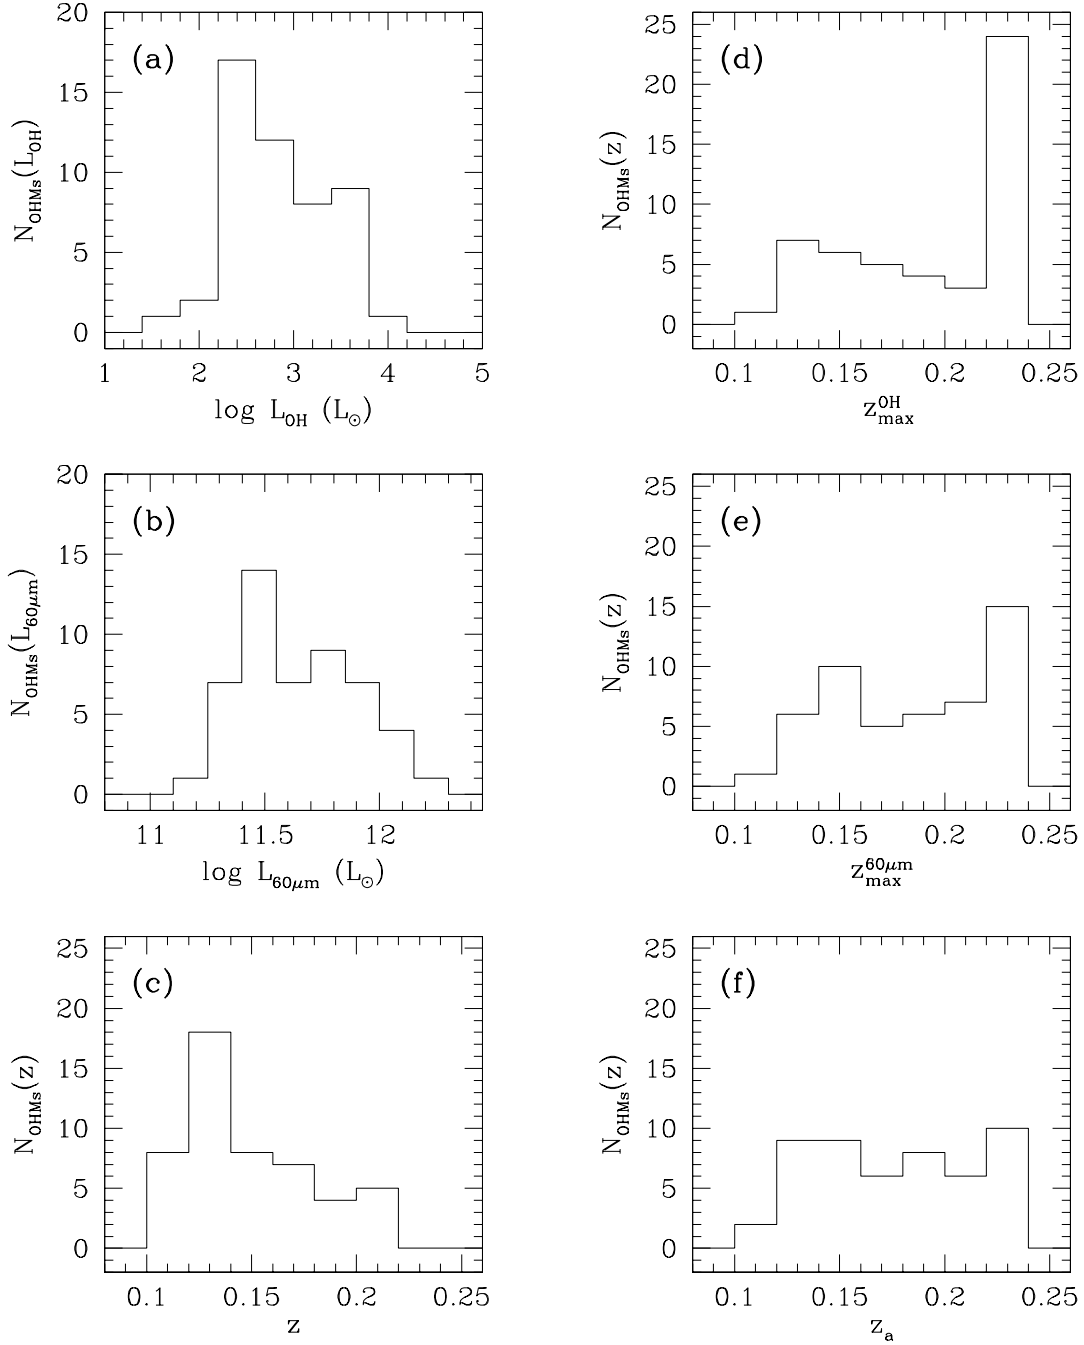 (a)
N_OHMs(L_OH)
20
15
10
5
0
1 2 3 4 5
log L_OH (L_⊙)
(d)
N_OHMs(z)
25
20
15
10
5
0
0.1 0.15 0.2 0.25
z_max^OH
(b)
N_OHMs(L_60μm)
20
15
10
5
0
11 11.5 12
log L_60μm (L_⊙)
(e)
N_OHMs(z)
25
20
15
10
5
0
0.1 0.15 0.2 0.25
z_max^60μm
(c)
N_OHMs(z)
25
20
15
10
5
0
0.1 0.15 0.2 0.25
z
(f)
N_OHMs(z)
25
20
15
10
5
0
0.1 0.15 0.2 0.25
z_a